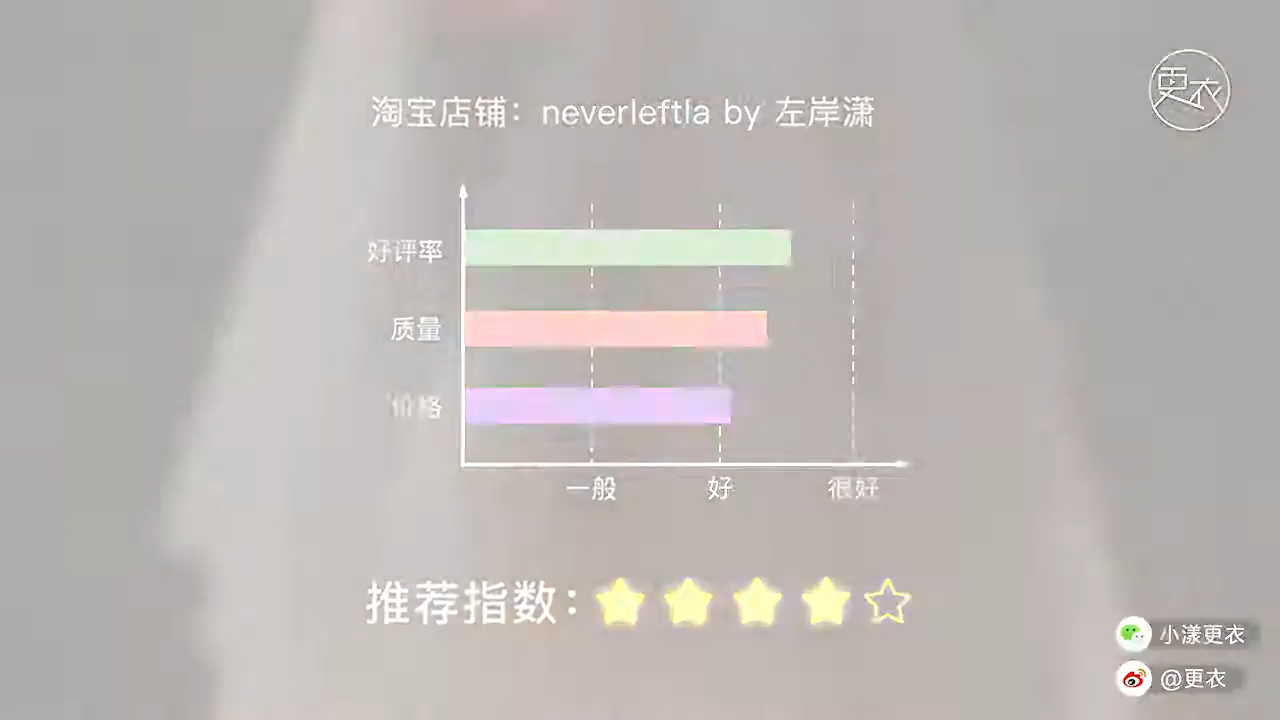 更衣
淘宝店铺：neverleftla by 左岸潇
好评率
质量
价格
一般
好
很好
推荐指数：
小漾更衣
@更衣